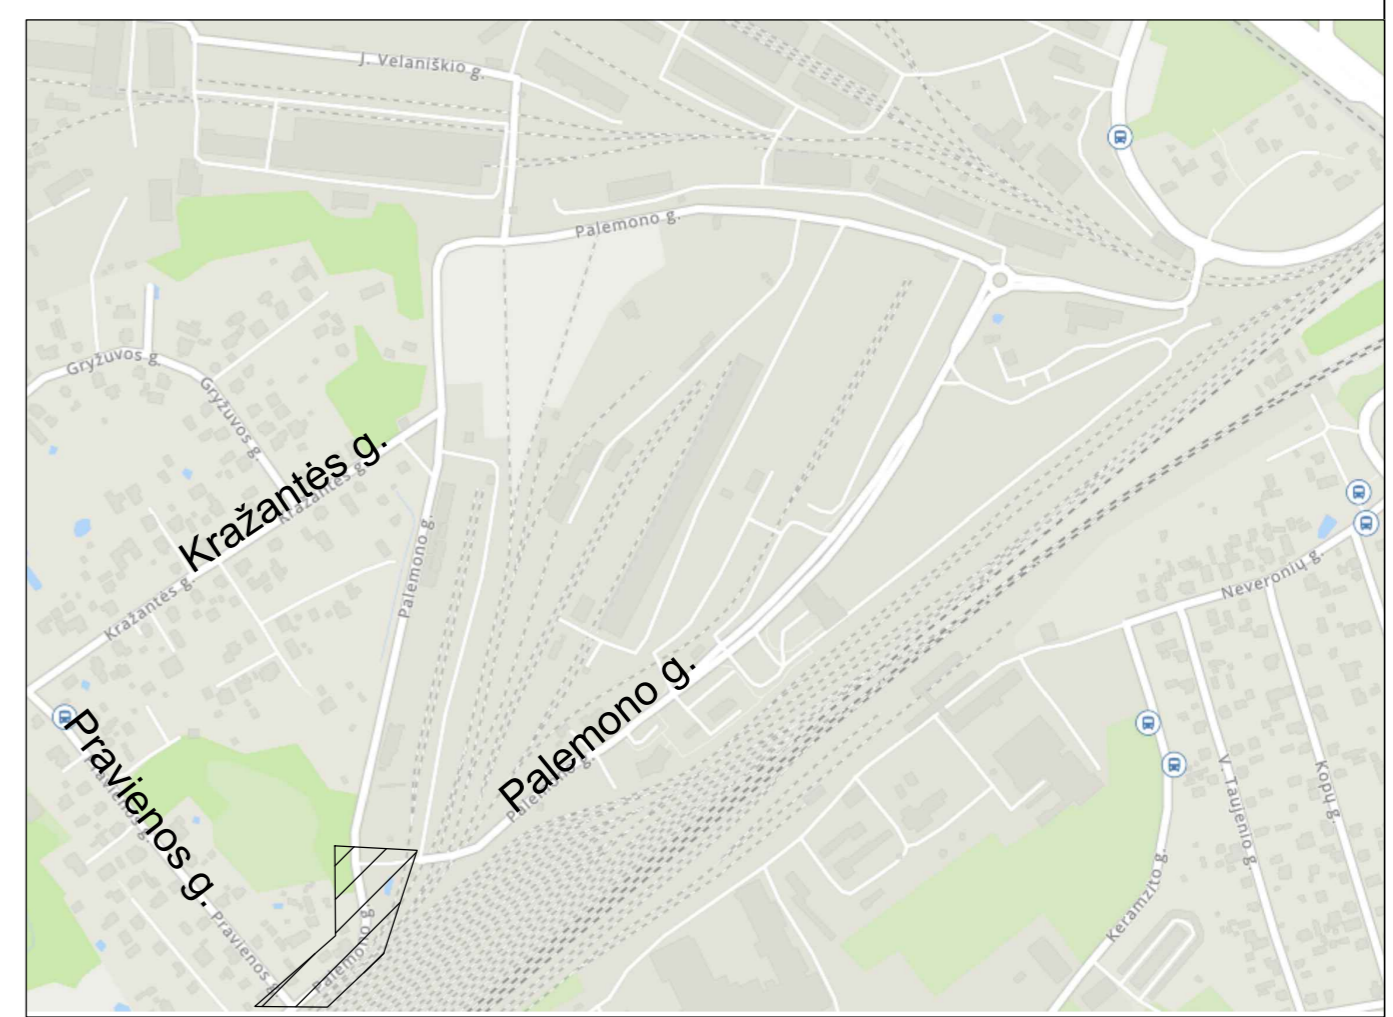 J. Velaniškio g.
Palemono g.
Gryžuvos g.
Gryžuvos g.
Kražantės g.
Kražantės g.
Kražantės g.
Palemono g.
Neveronių g.
Palemono g.
Palemono g.
Pravienos g.
Pravienos g.
V. Taujenio g.
Kopų g.
Keramzito g.
Palemono g.